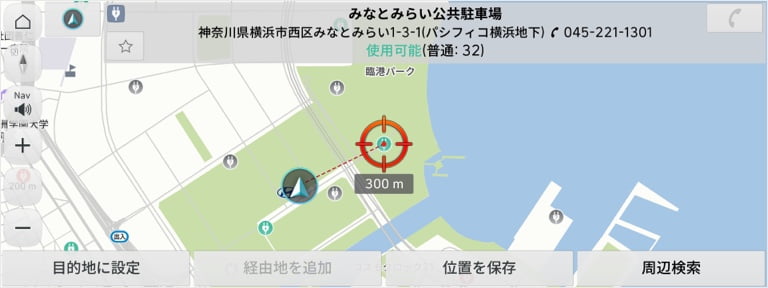 みなとみらい公共駐車場
神奈川県横浜市西区みなとみらい1-3-1(パシフィコ横浜地下) 045-221-1301
使用可能(普通: 32)
臨港パーク
Nav
学園大学
200 m
300 m
出入
目的地に設定
経由地を追加
位置を保存
周辺検索